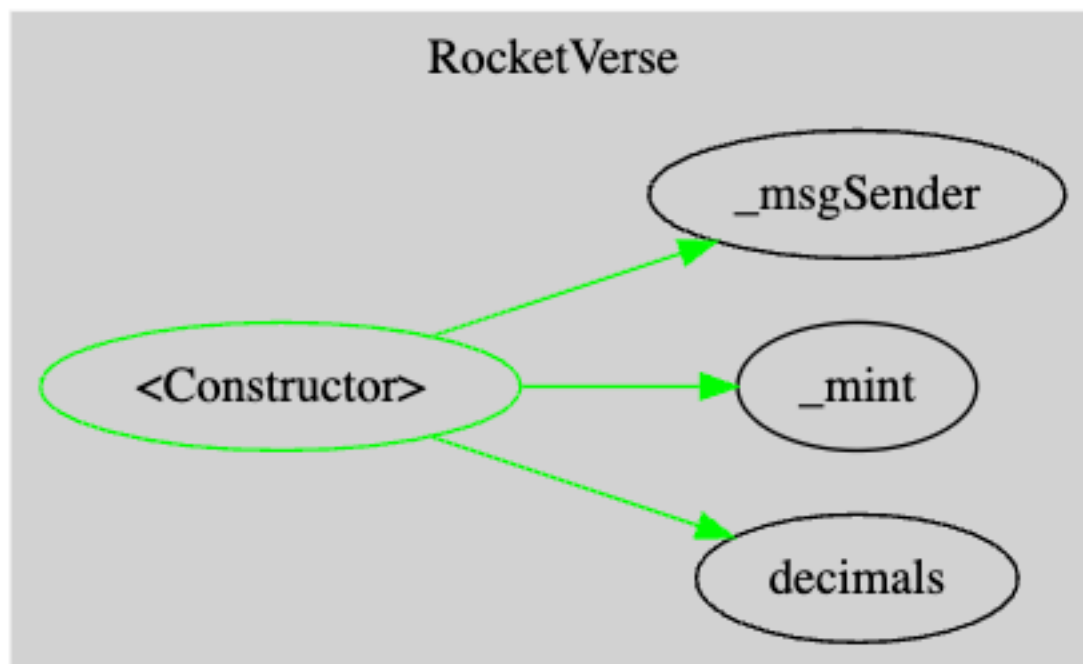 RocketVerse
_msgSender
<Constructor>
_mint
decimals